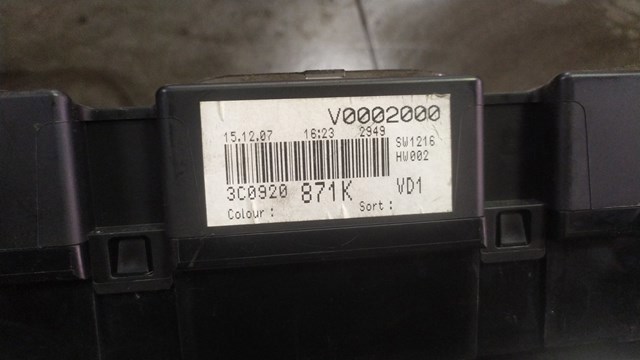 V0002000
15.12.07 16:23 2949
SW1216
HW002
3C0920 871K VD1
Colour : Sort :